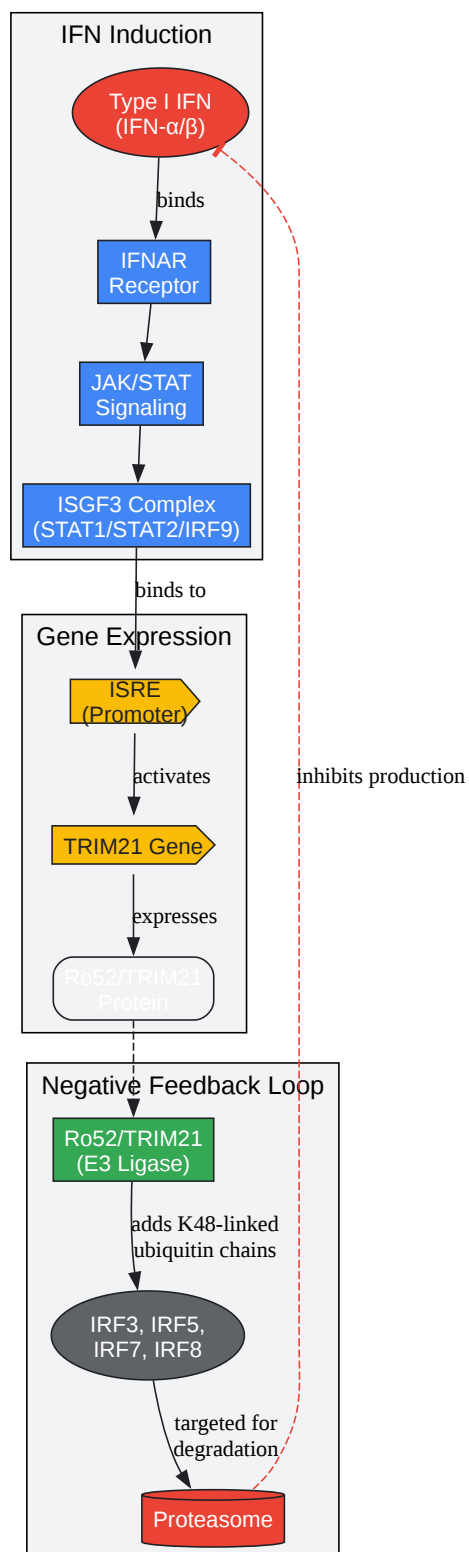 IFN Induction
Type I IFN
(IFN-α/β)
binds
IFNAR
Receptor
JAK/STAT
Signaling
ISGF3 Complex
(STAT1/STAT2/IRF9)
binds to
Gene Expression
ISRE
(Promoter)
activates
inhibits production
TRIM21 Gene
expresses
Ro52/TRIM21
Protein
Negative Feedback Loop
Ro52/TRIM21
(E3 Ligase)
adds K48-linked
ubiquitin chains
IRF3, IRF5,
IRF7, IRF8
targeted for
degradation
Proteasome